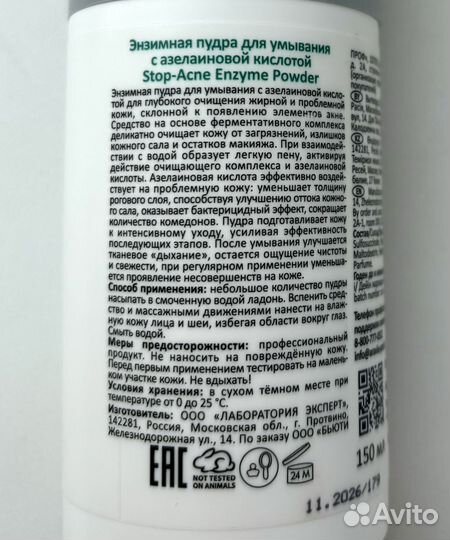 Энзимная пудра для умывания
с азелаиновой кислотой
Stop-Acne Enzyme Powder
Энзимная пудра для умывания с азелаиновой кисло-
той для глубокого очищения жирной и проблемной
кожи, склонной к появлению элементов акне.
Средство на основе ферментативного комплекса
деликатно очищает кожу от загрязнений, излишков
кожного сала и остатков макияжа. При взаимодей-
ствии с водой образует легкую пену, активируя
действие очищающего комплекса и азелаиновой
кислоты. Азелаиновая кислота эффективно воздей-
ствует на проблемную кожу: уменьшает толщину
рогового слоя, способствуя улучшению оттока кожно-
го сала, оказывает бактерицидный эффект, сокращает
количество комедонов. Пудра подготавливает кожу
к интенсивному уходу, усиливая эффективность
последующих этапов. После умывания улучшается
тканевое «дыхание», остается ощущение чистоты
и свежести, при регулярном применении уменьша-
ется проявление несовершенств на коже.
Способ применения: небольшое количество пудры
насыпать в смоченную водой ладонь. Вспенить сред-
ство и массажными движениями нанести на влаж-
ную кожу лица и шеи, избегая области вокруг глаз.
Смыть водой.
Меры предосторожности: профессиональный
продукт. Не наносить на повреждённую кожу.
Перед первым применением тестировать на малень-
ком участке кожи. Не вдыхать!
Условия хранения: в сухом тёмном месте при
температуре от 0 до 25 °С.
Изготовитель: ООО «ЛАБОРАТОРИЯ ЭКСПЕРТ»,
142281, Россия, Московская обл., г. Протвино,
Железнодорожная ул., 14. По заказу ООО «БЬЮТИ
EAC
NOT TESTED
ON ANIMALS
24 M
150 мл
11.2026/179
Avito